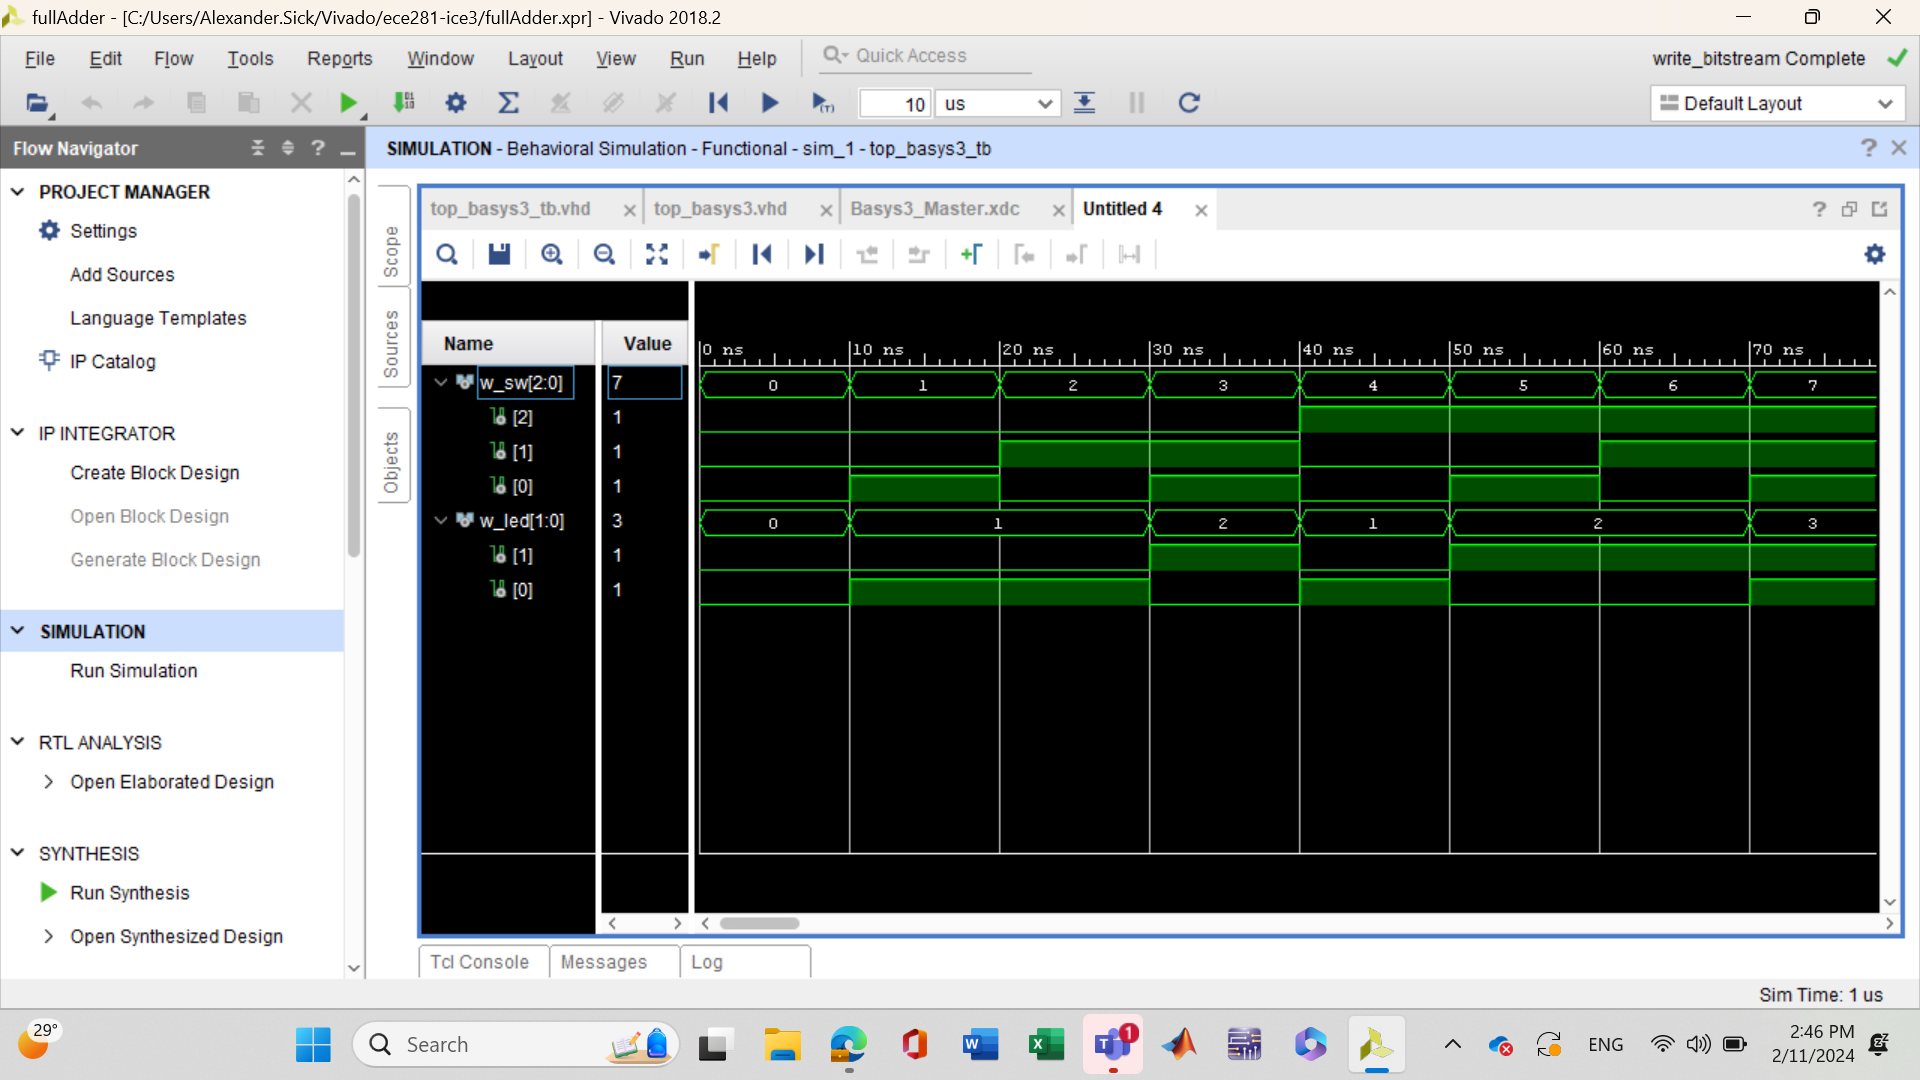 fullAdder - [C:/Users/Alexander.Sick/Vivado/ece281-ice3/fullAdder.xpr] - Vivado 2018.2
File Edit Flow Tools Reports Window Layout View Run Help Quick Access
write_bitstream Complete
10 us
Default Layout
Flow Navigator
SIMULATION - Behavioral Simulation - Functional - sim_1 - top_basys3_tb
PROJECT MANAGER
Settings
Add Sources
Language Templates
IP Catalog
IP INTEGRATOR
Create Block Design
Open Block Design
Generate Block Design
SIMULATION
Run Simulation
RTL ANALYSIS
Open Elaborated Design
SYNTHESIS
Run Synthesis
Open Synthesized Design
Scope
Sources
Objects
top_basys3_tb.vhd top_basys3.vhd Basys3_Master.xdc Untitled 4
Name Value
0 ns 10 ns 20 ns 30 ns 40 ns 50 ns 60 ns 70 ns
w_sw[2:0] 7 0 1 2 3 4 5 6 7
[2] 1
[1] 1
[0] 1
w_led[1:0] 3 0 1 2 1 2 3
[1] 1
[0] 1
Tcl Console Messages Log
Sim Time: 1 us
29°
Search
1
ENG
2:46 PM
2/11/2024